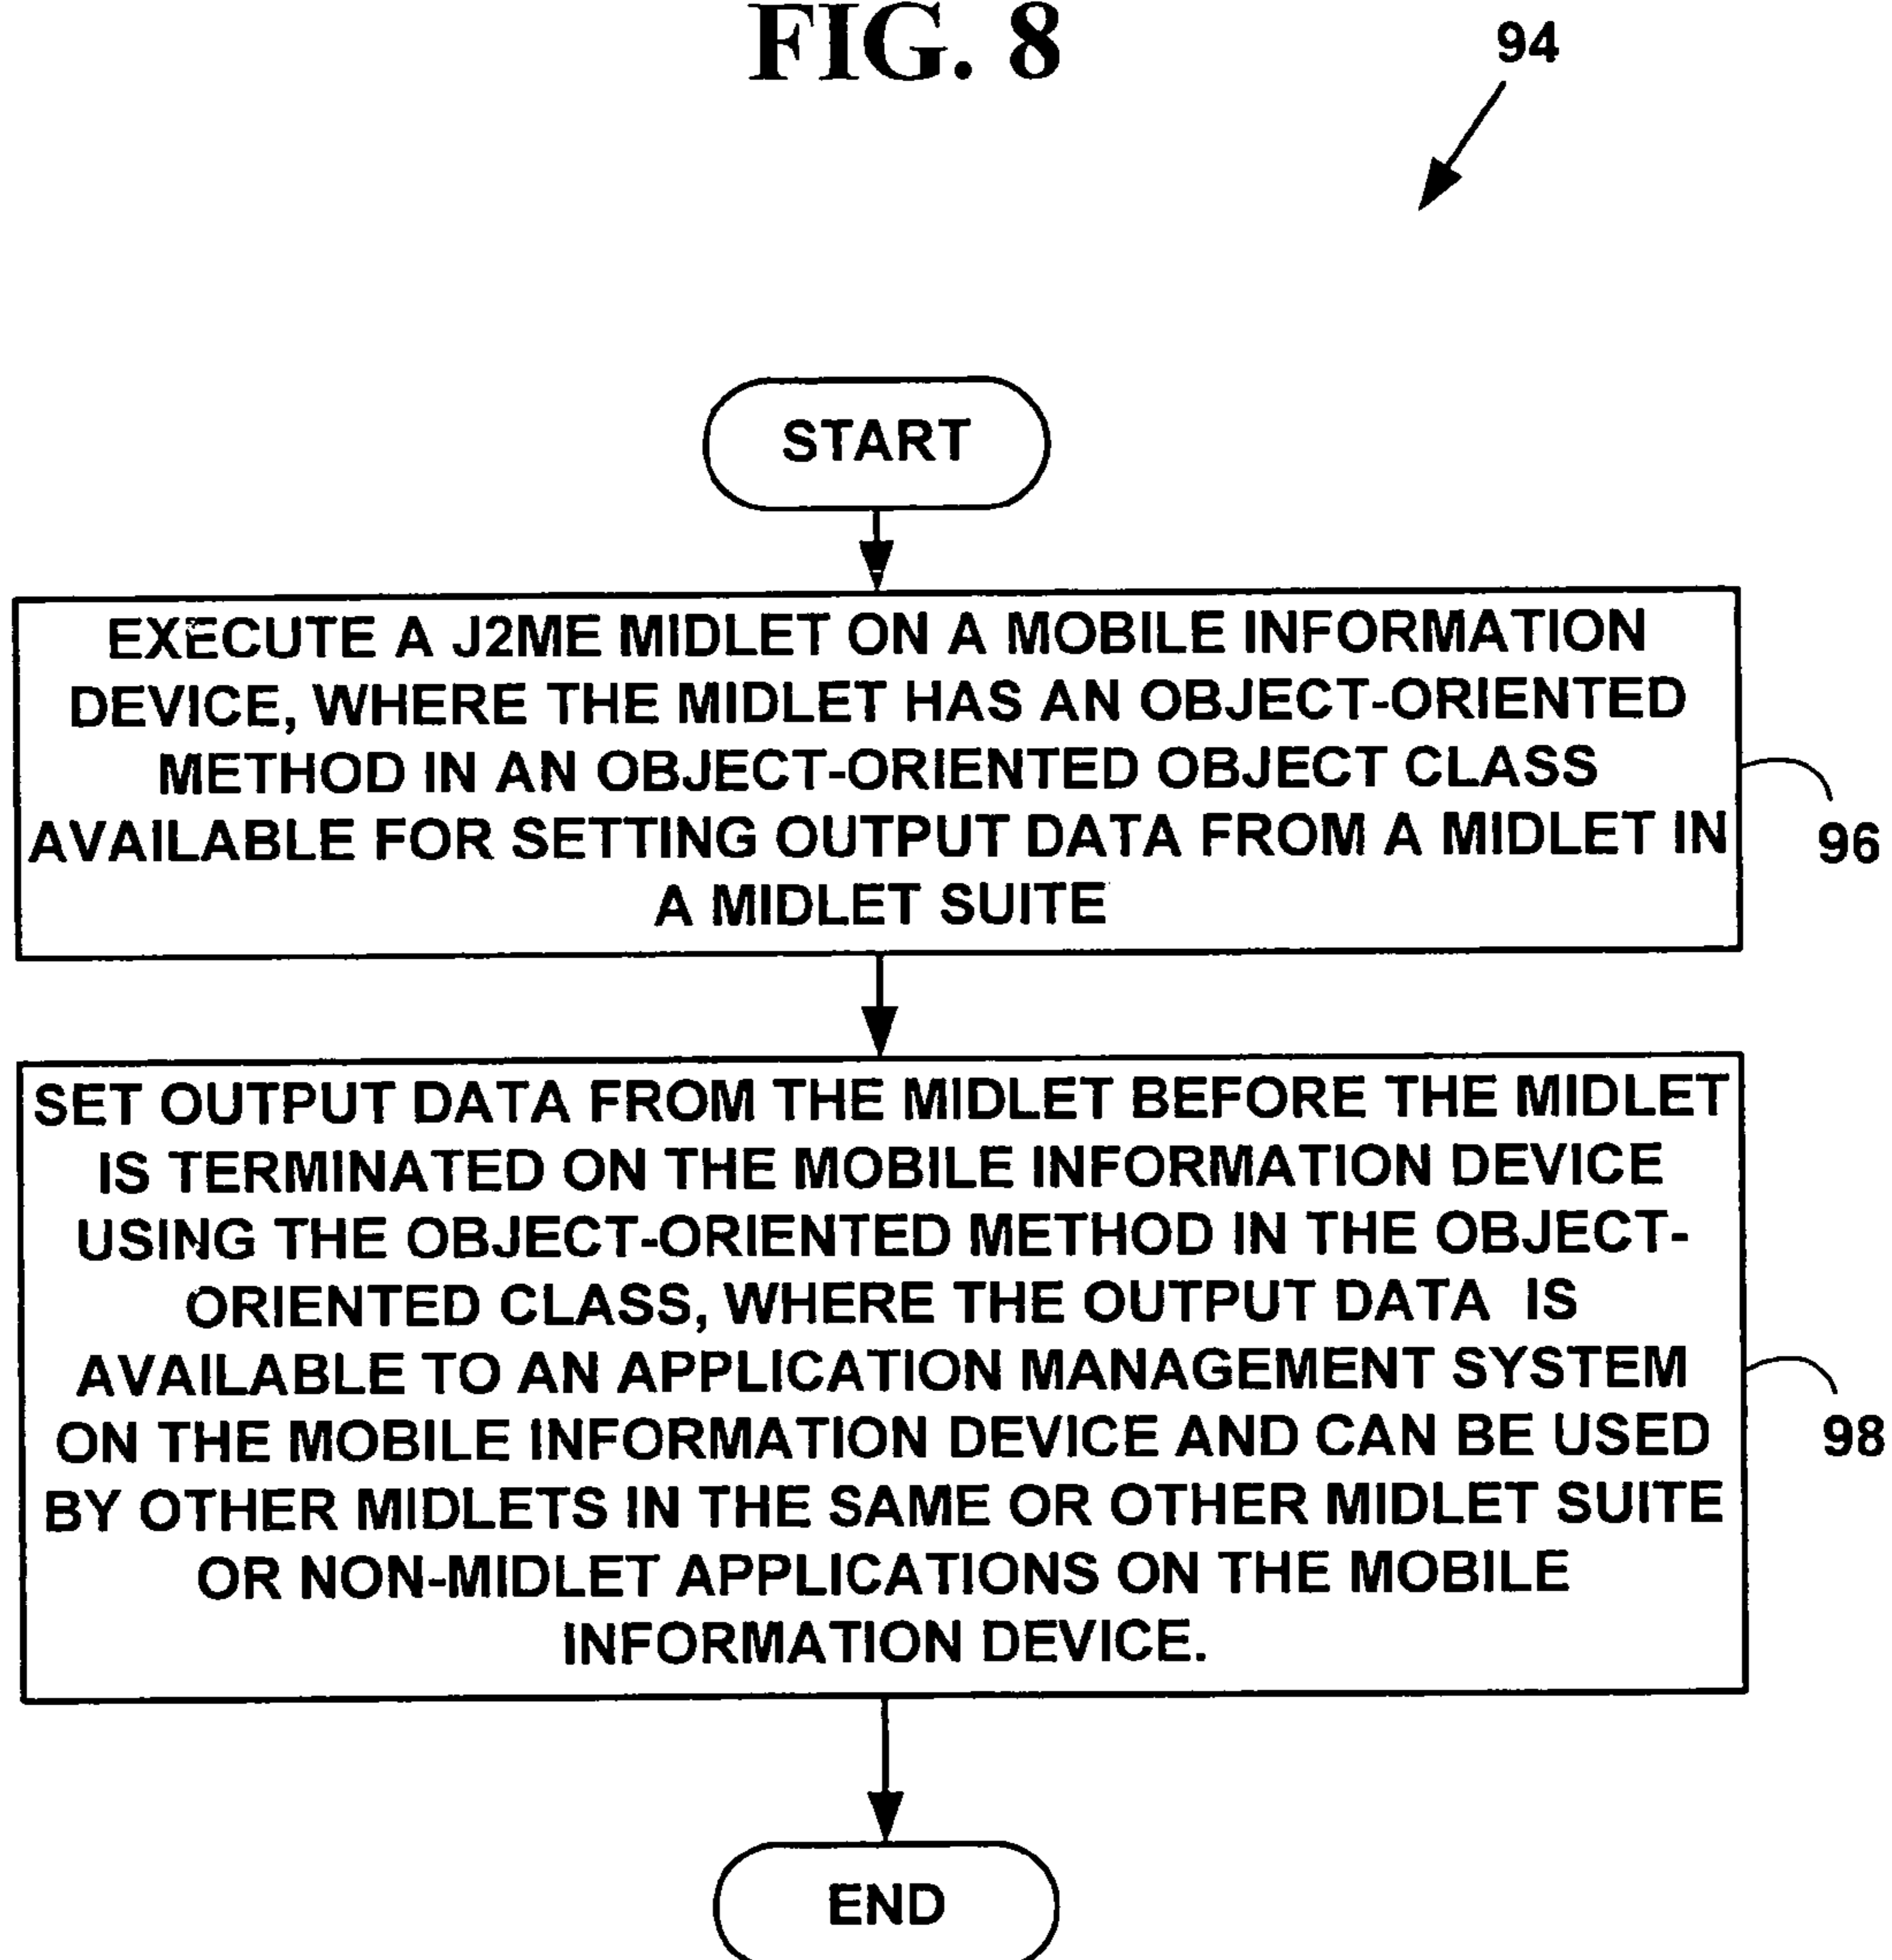 FIG. 8
94
START
EXECUTE A J2ME MIDLET ON A MOBILE INFORMATION
DEVICE, WHERE THE MIDLET HAS AN OBJECT-ORIENTED
METHOD IN AN OBJECT-ORIENTED OBJECT CLASS
AVAILABLE FOR SETTING OUTPUT DATA FROM A MIDLET IN
A MIDLET SUITE
96
SET OUTPUT DATA FROM THE MIDLET BEFORE THE MIDLET
IS TERMINATED ON THE MOBILE INFORMATION DEVICE
USING THE OBJECT-ORIENTED METHOD IN THE OBJECT-
ORIENTED CLASS, WHERE THE OUTPUT DATA IS
AVAILABLE TO AN APPLICATION MANAGEMENT SYSTEM
ON THE MOBILE INFORMATION DEVICE AND CAN BE USED
BY OTHER MIDLETS IN THE SAME OR OTHER MIDLET SUITE
OR NON-MIDLET APPLICATIONS ON THE MOBILE
INFORMATION DEVICE.
98
END